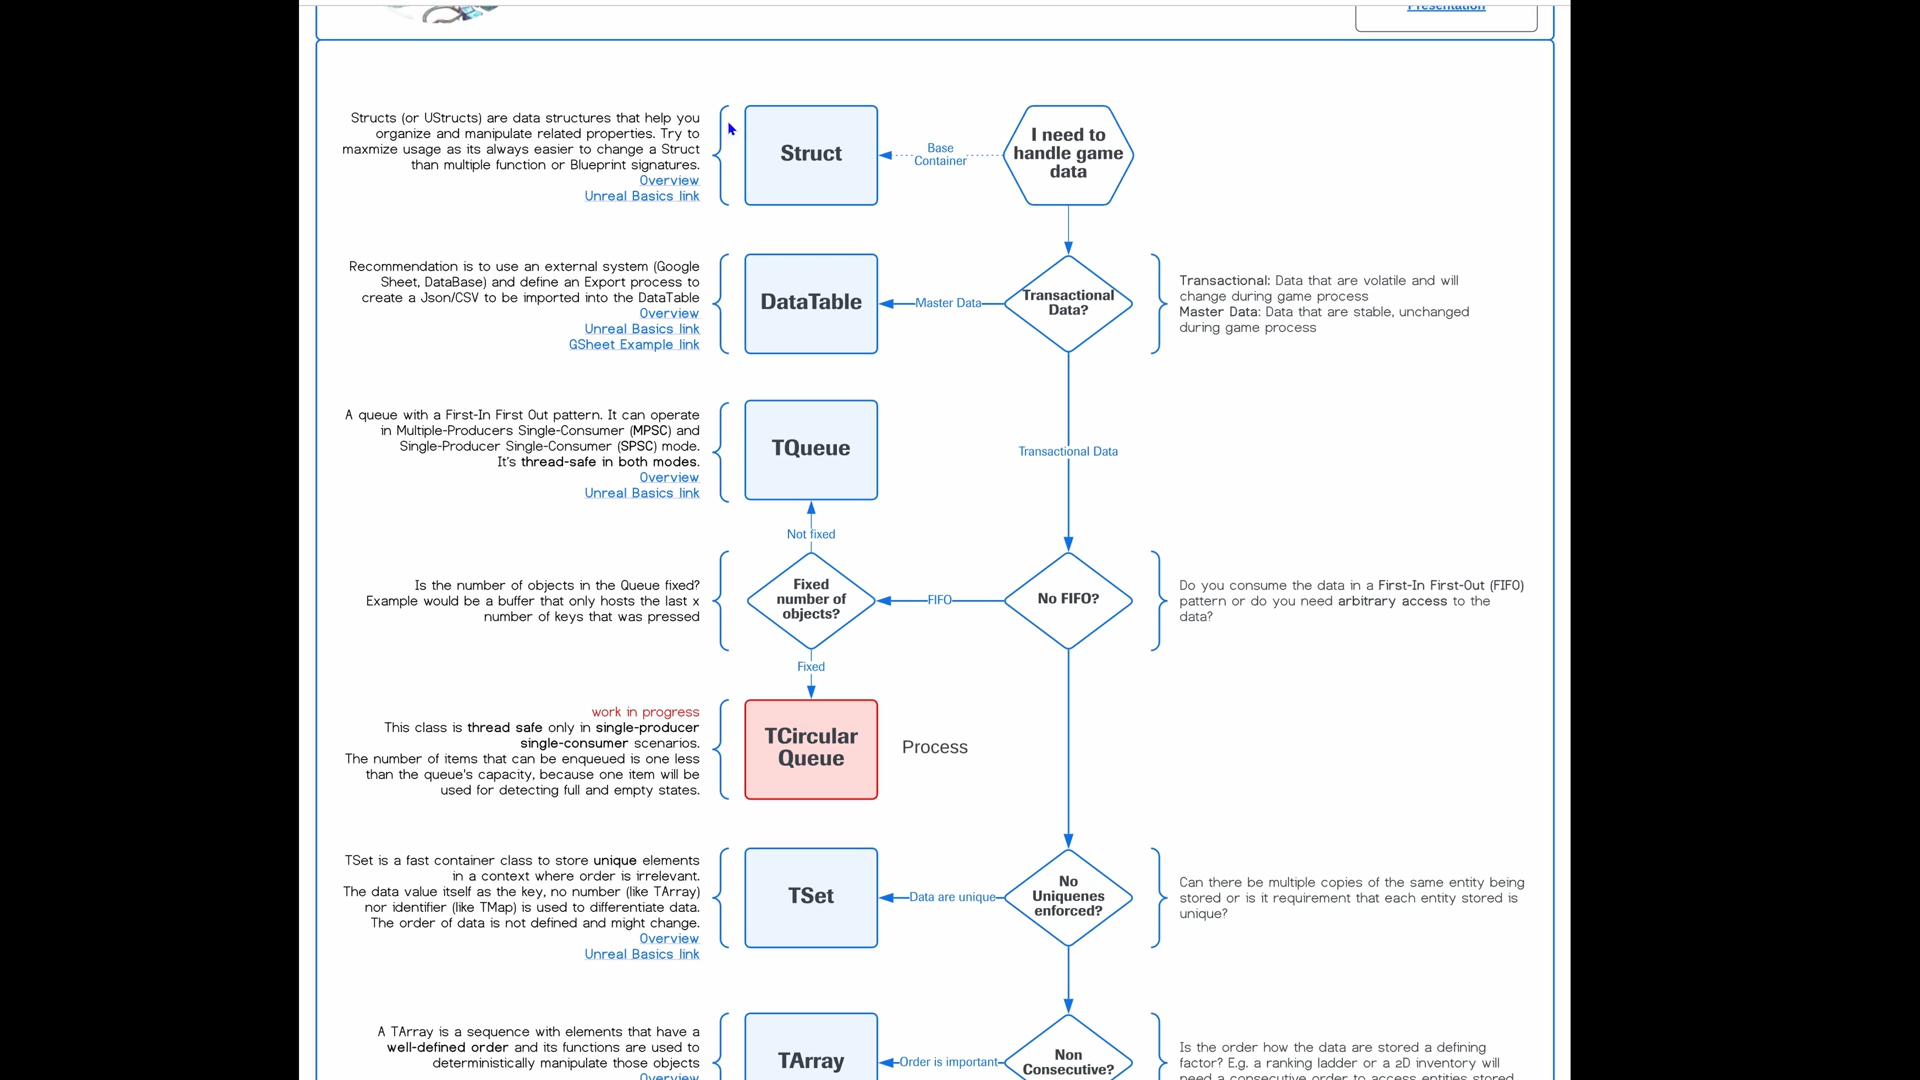 Presentation
Structs (or UStructs) are data structures that help you
organize and manipulate related properties. Try to
maxmize usage as its always easier to change a Struct
than multiple function or Blueprint signatures.
Overview
Unreal Basics link
Struct
Base
Container
I need to
handle game
data
Recommendation is to use an external system (Google
Sheet, DataBase) and define an Export process to
create a Json/CSV to be imported into the DataTable
Overview
Unreal Basics link
GSheet Example link
DataTable
Master Data
Transactional
Data?
Transactional: Data that are volatile and will
change during game process
Master Data: Data that are stable, unchanged
during game process
A queue with a First-In First Out pattern. It can operate
in Multiple-Producers Single-Consumer (MPSC) and
Single-Producer Single-Consumer (SPSC) mode.
It's thread-safe in both modes.
Overview
Unreal Basics link
TQueue
Transactional Data
Not fixed
Is the number of objects in the Queue fixed?
Example would be a buffer that only hosts the last x
number of keys that was pressed
Fixed
number of
objects?
FIFO
No FIFO?
Do you consume the data in a First-In First-Out (FIFO)
pattern or do you need arbitrary access to the
data?
Fixed
work in progress
This class is thread safe only in single-producer
single-consumer scenarios.
The number of items that can be enqueued is one less
than the queue's capacity, because one item will be
used for detecting full and empty states.
TCircular
Queue
Process
TSet is a fast container class to store unique elements
in a context where order is irrelevant.
The data value itself as the key, no number (like TArray)
nor identifier (like TMap) is used to differentiate data.
The order of data is not defined and might change.
Overview
Unreal Basics link
TSet
Data are unique
No
Uniquenes
enforced?
Can there be multiple copies of the same entity being
stored or is it requirement that each entity stored is
unique?
A TArray is a sequence with elements that have a
well-defined order and its functions are used to
deterministically manipulate those objects
Overview
TArray
Order is important
Non
Consecutive?
Is the order how the data are stored a defining
factor? E.g. a ranking ladder or a 2D inventory will
need a consecutive order to access entities stored